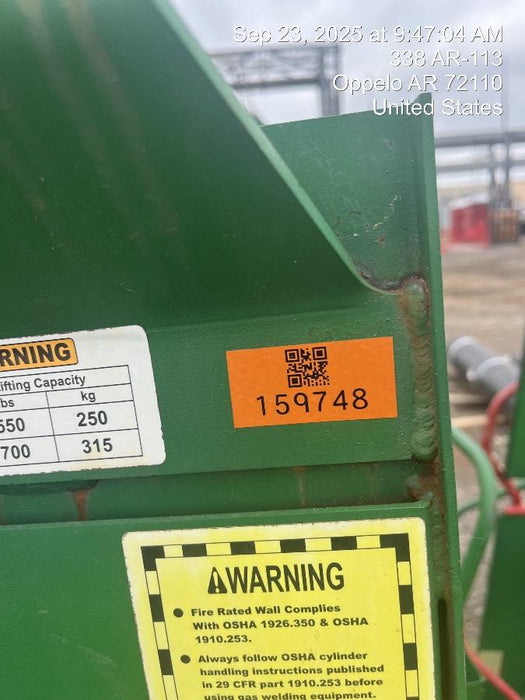 Sep 23, 2025 at 9:47:04 AM
338 AR-113
Oppelo AR 72110
United States
RNING
ifting Capacity
bs kg
550 250
700 315
159748
WARNING
● Fire Rated Wall Complies
With OSHA 1926.350 & OSHA
1910.253.
● Always follow OSHA cylinder
handling instructions published
in 29 CFR part 1910.253 before
using gas welding equipment.